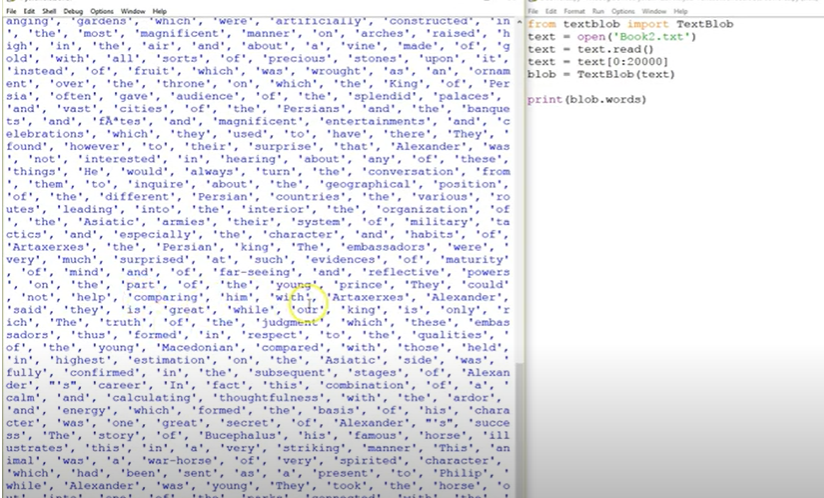 File Edit Shell Debug Options Window Help
anging', 'gardens', 'which', 'were', 'artificially', 'constructed', 'in
', 'the', 'most', 'magnificent', 'manner', 'on', 'arches', 'raised', 'h
igh', 'in', 'the', 'air', 'and', 'about', 'a', 'vine', 'made', 'of', 'g
old', 'with', 'all', 'sorts', 'of', 'precious', 'stones', 'upon', 'it',
'instead', 'of', 'fruit', 'which', 'was', 'wrought', 'as', 'an', 'ornam
ent', 'over', 'the', 'throne', 'on', 'which', 'the', 'King', 'of', 'Per
sia', 'often', 'gave', 'audience', 'of', 'the', 'splendid', 'palaces',
'and', 'vast', 'cities', 'of', 'the', 'Persians', 'and', 'the', 'banque
ts', 'and', 'and', 'magnificent', 'entertainments', 'and', 'c
elebrations', 'which', 'they', 'used', 'to', 'have', 'there', 'They',
found', 'however', 'to', 'their', 'surprise', 'that', 'Alexander', 'was
', 'not', 'interested', 'in', 'hearing', 'about', 'any', 'of', 'these',
'things', 'He', 'would', 'always', 'turn', 'the', 'conversation', 'from
', 'them', 'to', 'inquire', 'about', 'the', 'geographical', 'position',
'of', 'the', 'different', 'Persian', 'countries', 'the', 'various', 'ro
utes', 'leading', 'into', 'the', 'interior', 'the', 'organization', 'of
', 'the', 'Asiatic', 'armies', 'their', 'system', 'of', 'military', 'ta
ctics', 'and', 'especially', 'the', 'character', 'and', 'habits', 'of',
'Artaxerxes', 'the', 'Persian', 'king', 'The', 'embassadors', 'were',
very', 'much', 'surprised', 'at', 'such', 'evidences', 'of', 'maturity'
, 'of', 'mind', 'and', 'of', 'far-seeing', 'and', 'reflective', 'powers
', 'on', 'the', 'part', 'of', 'the', 'young', 'prince', 'They', 'could'
, 'not', 'help', 'comparing', 'him', 'with', 'Artaxerxes', 'Alexander',
'said', 'they', 'is', 'great', 'while', 'our', 'king', 'is', 'only', 'r
ich', 'The', 'truth', 'of', 'the', 'judgment', 'which', 'these', 'embas
sadors', 'thus', 'formed', 'in', 'respect', 'to', 'the', 'qualities', '
of', 'the', 'young', 'Macedonian', 'compared', 'with', 'those', 'held'
'in', 'highest', 'estimation', 'on', 'the', 'Asiatic', 'side', 'was',
fully', 'confirmed', 'in', 'the', 'subsequent', 'stages', 'of', 'Alexan
der', "'s", 'career', 'In', 'fact', 'this', 'combination', 'of', 'a', '
calm', 'and', 'calculating', 'thoughtfulness', 'with', 'the', 'ardor',
'and', 'energy', 'which', 'formed', 'the', 'basis', 'of', 'his', 'chara
cter', 'was', 'one', 'great', 'secret', 'of', 'Alexander', "'s", 'succe
ss', 'The', 'story', 'of', 'Bucephalus', 'his', 'famous', 'horse', 'ill
ustrates', 'this', 'in', 'a', 'very', 'striking', 'manner', 'This', 'an
imal', 'was', 'a', 'war-horse', 'of', 'very', 'spirited', 'character',
'which', 'had', 'been', 'sent', 'as', 'a', 'present', 'to', 'Philip',
while', 'Alexander', 'was', 'young', 'They', 'took', 'the', 'horse', 'o
File Edit Format Run Options Window Help
from textblob import TextBlob
text = open('Book2.txt')
text = text.read()
text = text[0:20000]
blob = TextBlob(text)
print(blob.words)